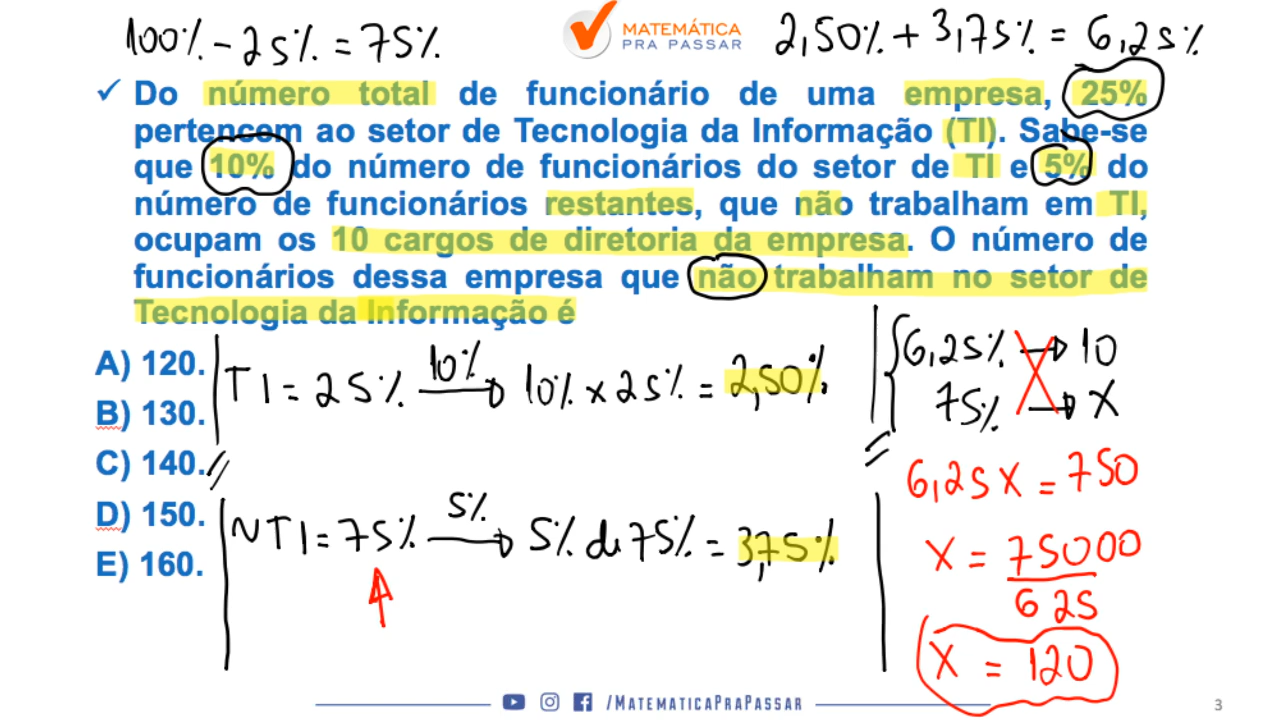 100% - 25% = 75%
MATEMÁTICA
PRA PASSAR
2,50% + 3,75% = 6,25%
✓ Do número total de funcionário de uma empresa, 25%
pertencem ao setor de Tecnologia da Informação (TI). Sabe-se
que 10% do número de funcionários do setor de TI e 5% do
número de funcionários restantes, que não trabalham em TI,
ocupam os 10 cargos de diretoria da empresa. O número de
funcionários dessa empresa que não trabalham no setor de
Tecnologia da Informação é
A) 120.
B) 130.
C) 140.
D) 150.
E) 160.
TI = 25% 10% → 10% x 25% = 2,50%
NTI = 75% 5% → 5% de 75% = 3,75%
6,25% → 10
75% → X
6,25X = 750
X = 75000
625
X = 120
/MATEMATICAPRAPASSAR
3